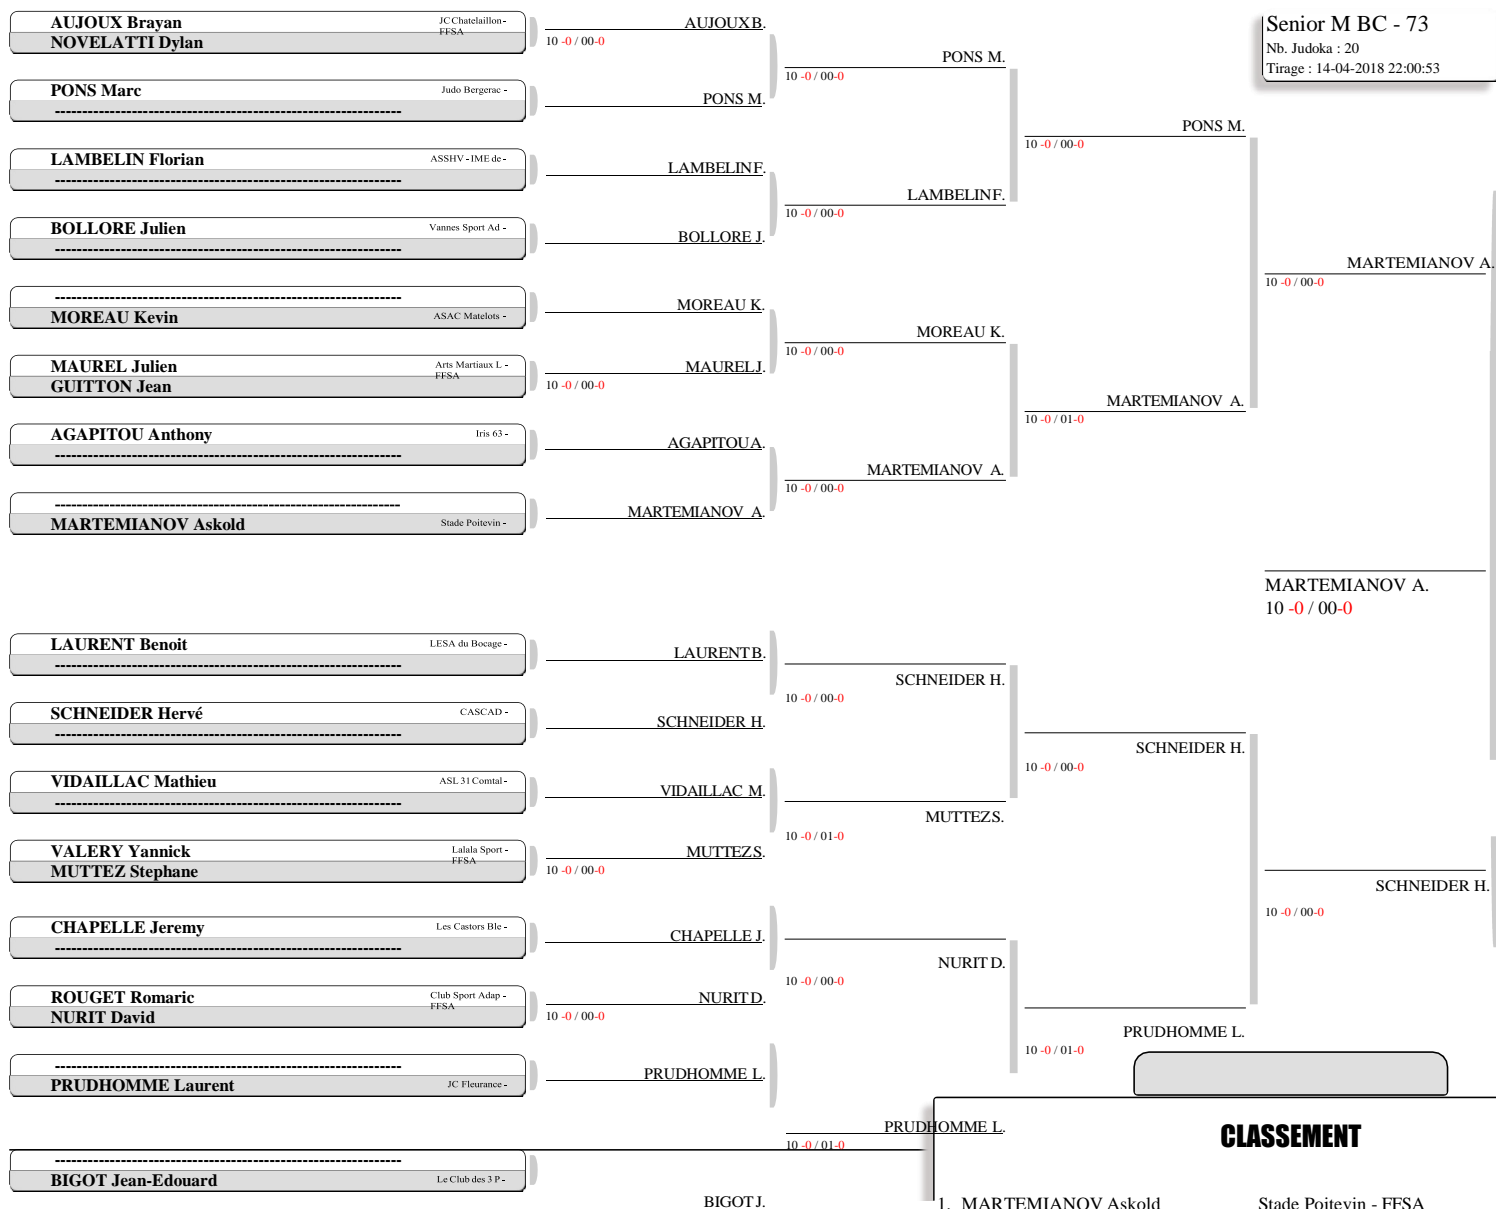 Senior M BC - 73
Nb. Judoka : 20
Tirage : 14-04-2018 22:00:53
AUJOUX Brayan JC Chatelaillon -
FFSA
NOVELATTI Dylan
PONS Marc Judo Bergerac -
----------------------------------------------------------------
LAMBELIN Florian ASSHV - IME de -
----------------------------------------------------------------
BOLLORE Julien Vannes Sport Ad -
----------------------------------------------------------------
----------------------------------------------------------------
MOREAU Kevin ASAC Matelots -
MAUREL Julien Arts Martiaux L -
FFSA
GUITTON Jean
AGAPITOU Anthony Iris 63 -
----------------------------------------------------------------
----------------------------------------------------------------
MARTEMIANOV Askold Stade Poitevin -
LAURENT Benoit LESA du Bocage -
----------------------------------------------------------------
SCHNEIDER Hervé CASCAD -
----------------------------------------------------------------
VIDAILLAC Mathieu ASL 31 Comtal -
----------------------------------------------------------------
VALERY Yannick Lalala Sport -
FFSA
MUTTEZ Stephane
CHAPELLE Jeremy Les Castors Ble -
----------------------------------------------------------------
ROUGET Romaric Club Sport Adap -
FFSA
NURIT David
----------------------------------------------------------------
PRUDHOMME Laurent JC Fleurance -
----------------------------------------------------------------
BIGOT Jean-Edouard Le Club des 3 P -
AUJOUX B.
10 -0 / 00-0
PONS M.
LAMBELIN F.
BOLLORE J.
MOREAU K.
MAUREL J.
10 -0 / 00-0
AGAPITOU A.
MARTEMIANOV A.
LAURENT B.
SCHNEIDER H.
VIDAILLAC M.
MUTTEZ S.
10 -0 / 00-0
CHAPELLE J.
NURIT D.
10 -0 / 00-0
PRUDHOMME L.
BIGOT J.
PONS M.
10 -0 / 00-0
LAMBELIN F.
10 -0 / 00-0
MOREAU K.
10 -0 / 00-0
MARTEMIANOV A.
10 -0 / 00-0
SCHNEIDER H.
10 -0 / 00-0
MUTTEZ S.
10 -0 / 01-0
NURIT D.
10 -0 / 00-0
PRUDHOMME L.
10 -0 / 01-0
PONS M.
10 -0 / 00-0
MARTEMIANOV A.
10 -0 / 01-0
SCHNEIDER H.
10 -0 / 00-0
PRUDHOMME L.
10 -0 / 01-0
MARTEMIANOV A.
10 -0 / 00-0
MARTEMIANOV A.
10 -0 / 00-0
SCHNEIDER H.
10 -0 / 00-0
CLASSEMENT
1. MARTEMIANOV Askold Stade Poitevin - FFSA